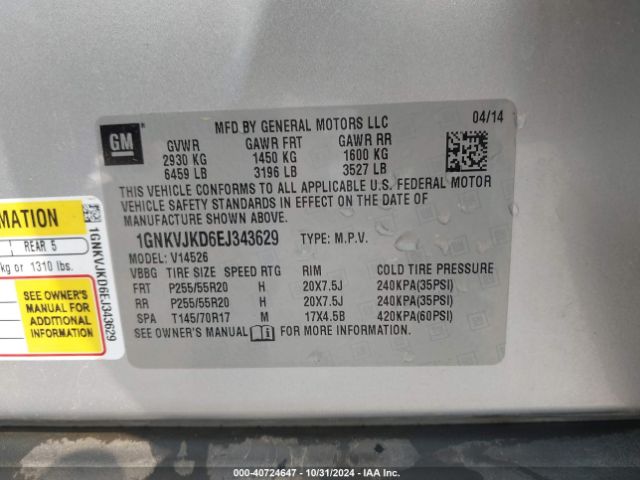 GM
MFD BY GENERAL MOTORS LLC
04/14
GVWR GAWR FRT GAWR RR
2930 KG 1450 KG 1600 KG
6459 LB 3196 LB 3527 LB
THIS VEHICLE CONFORMS TO ALL APPLICABLE U.S. FEDERAL MOTOR
VEHICLE SAFETY STANDARDS IN EFFECT ON THE DATE OF
MANUFACTURE SHOWN ABOVE.
1GNKVJKD6EJ343629 TYPE: M.P.V.
MODEL: V14526
VBBG TIRE SIZE SPEED RTG RIM COLD TIRE PRESSURE
FRT P255/55R20 H 20X7.5J 240KPA(35PSI)
RR P255/55R20 H 20X7.5J 240KPA(35PSI)
SPA T145/70R17 M 17X4.5B 420KPA(60PSI)
SEE OWNER'S MANUAL FOR MORE INFORMATION.
REAR 5
kg or 1310 lbs.
SEE OWNER'S
MANUAL FOR
ADDITIONAL
INFORMATION
1GNKVJKD6EJ343629
000-40724647 - 10/31/2024 - IAA Inc.